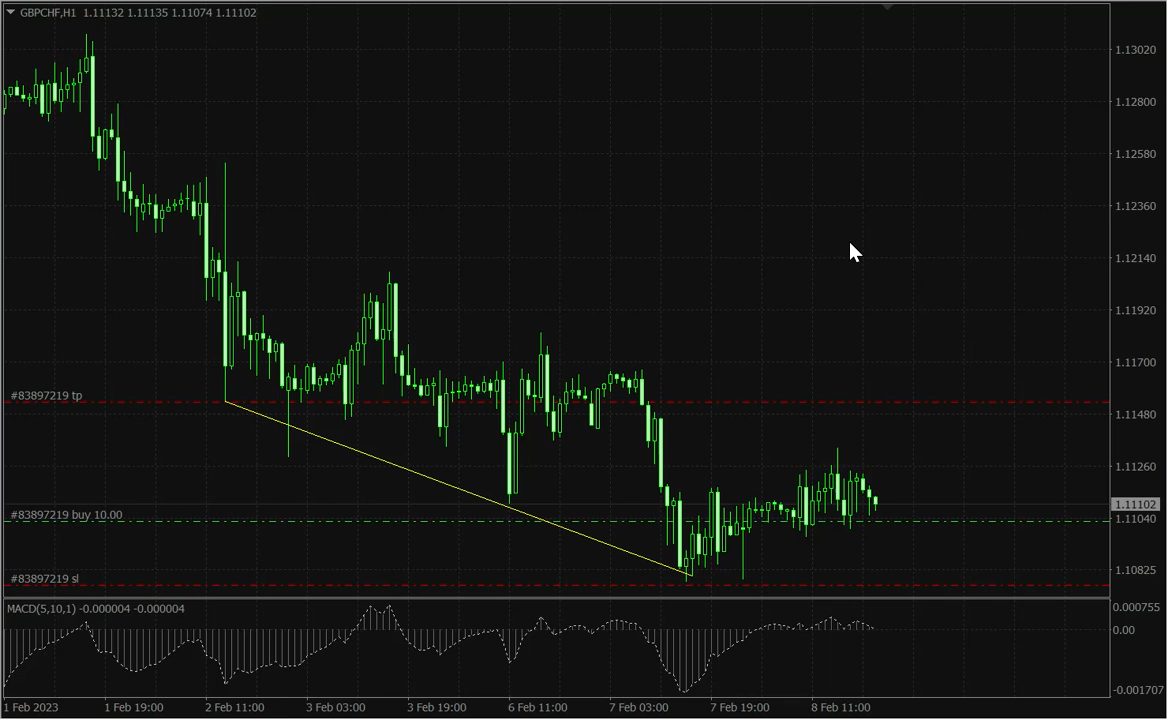 GBPCHF,H1 1.11132 1.11135 1.11074 1.11102
1.13020
1.12800
1.12580
1.12360
1.12140
1.11920
1.11700
#83897219 tp
1.11480
1.11260
1.11102
#83897219 buy 10.00
1.11040
#83897219 sl
1.10825
MACD(5,10,1) -0.000004 -0.000004
0.000755
0.00
-0.001707
1 Feb 2023 1 Feb 19:00 2 Feb 11:00 3 Feb 03:00 3 Feb 19:00 6 Feb 11:00 7 Feb 03:00 7 Feb 19:00 8 Feb 11:00